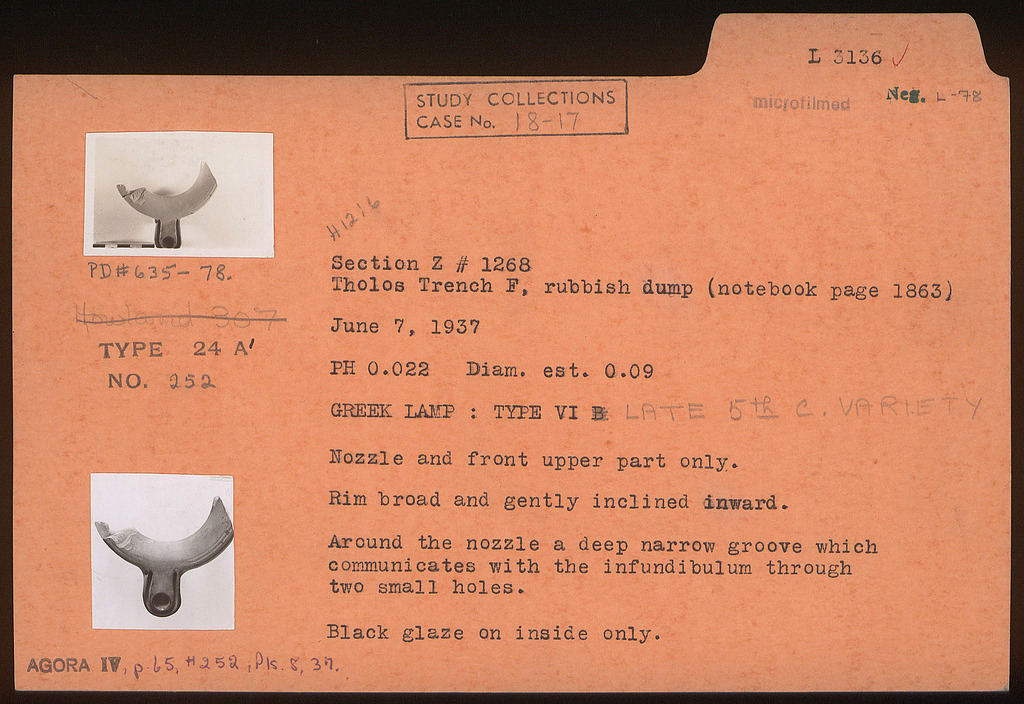 L 3136 ✓
microfilmed
Neg. L-78
STUDY COLLECTIONS
CASE No. 18-17
PD#635-78.
Howland 307
TYPE 24 A'
NO. 252
H1216
Section Z # 1268
Tholos Trench F, rubbish dump (notebook page 1863)
June 7, 1937
PH 0.022 Diam. est. 0.09
GREEK LAMP : TYPE VI B LATE 5th C. VARIETY
Nozzle and front upper part only.
Rim broad and gently inclined inward.
Around the nozzle a deep narrow groove which
communicates with the infundibulum through
two small holes.
Black glaze on inside only.
AGORA IV, p.65, #252, Pls. 8, 37.